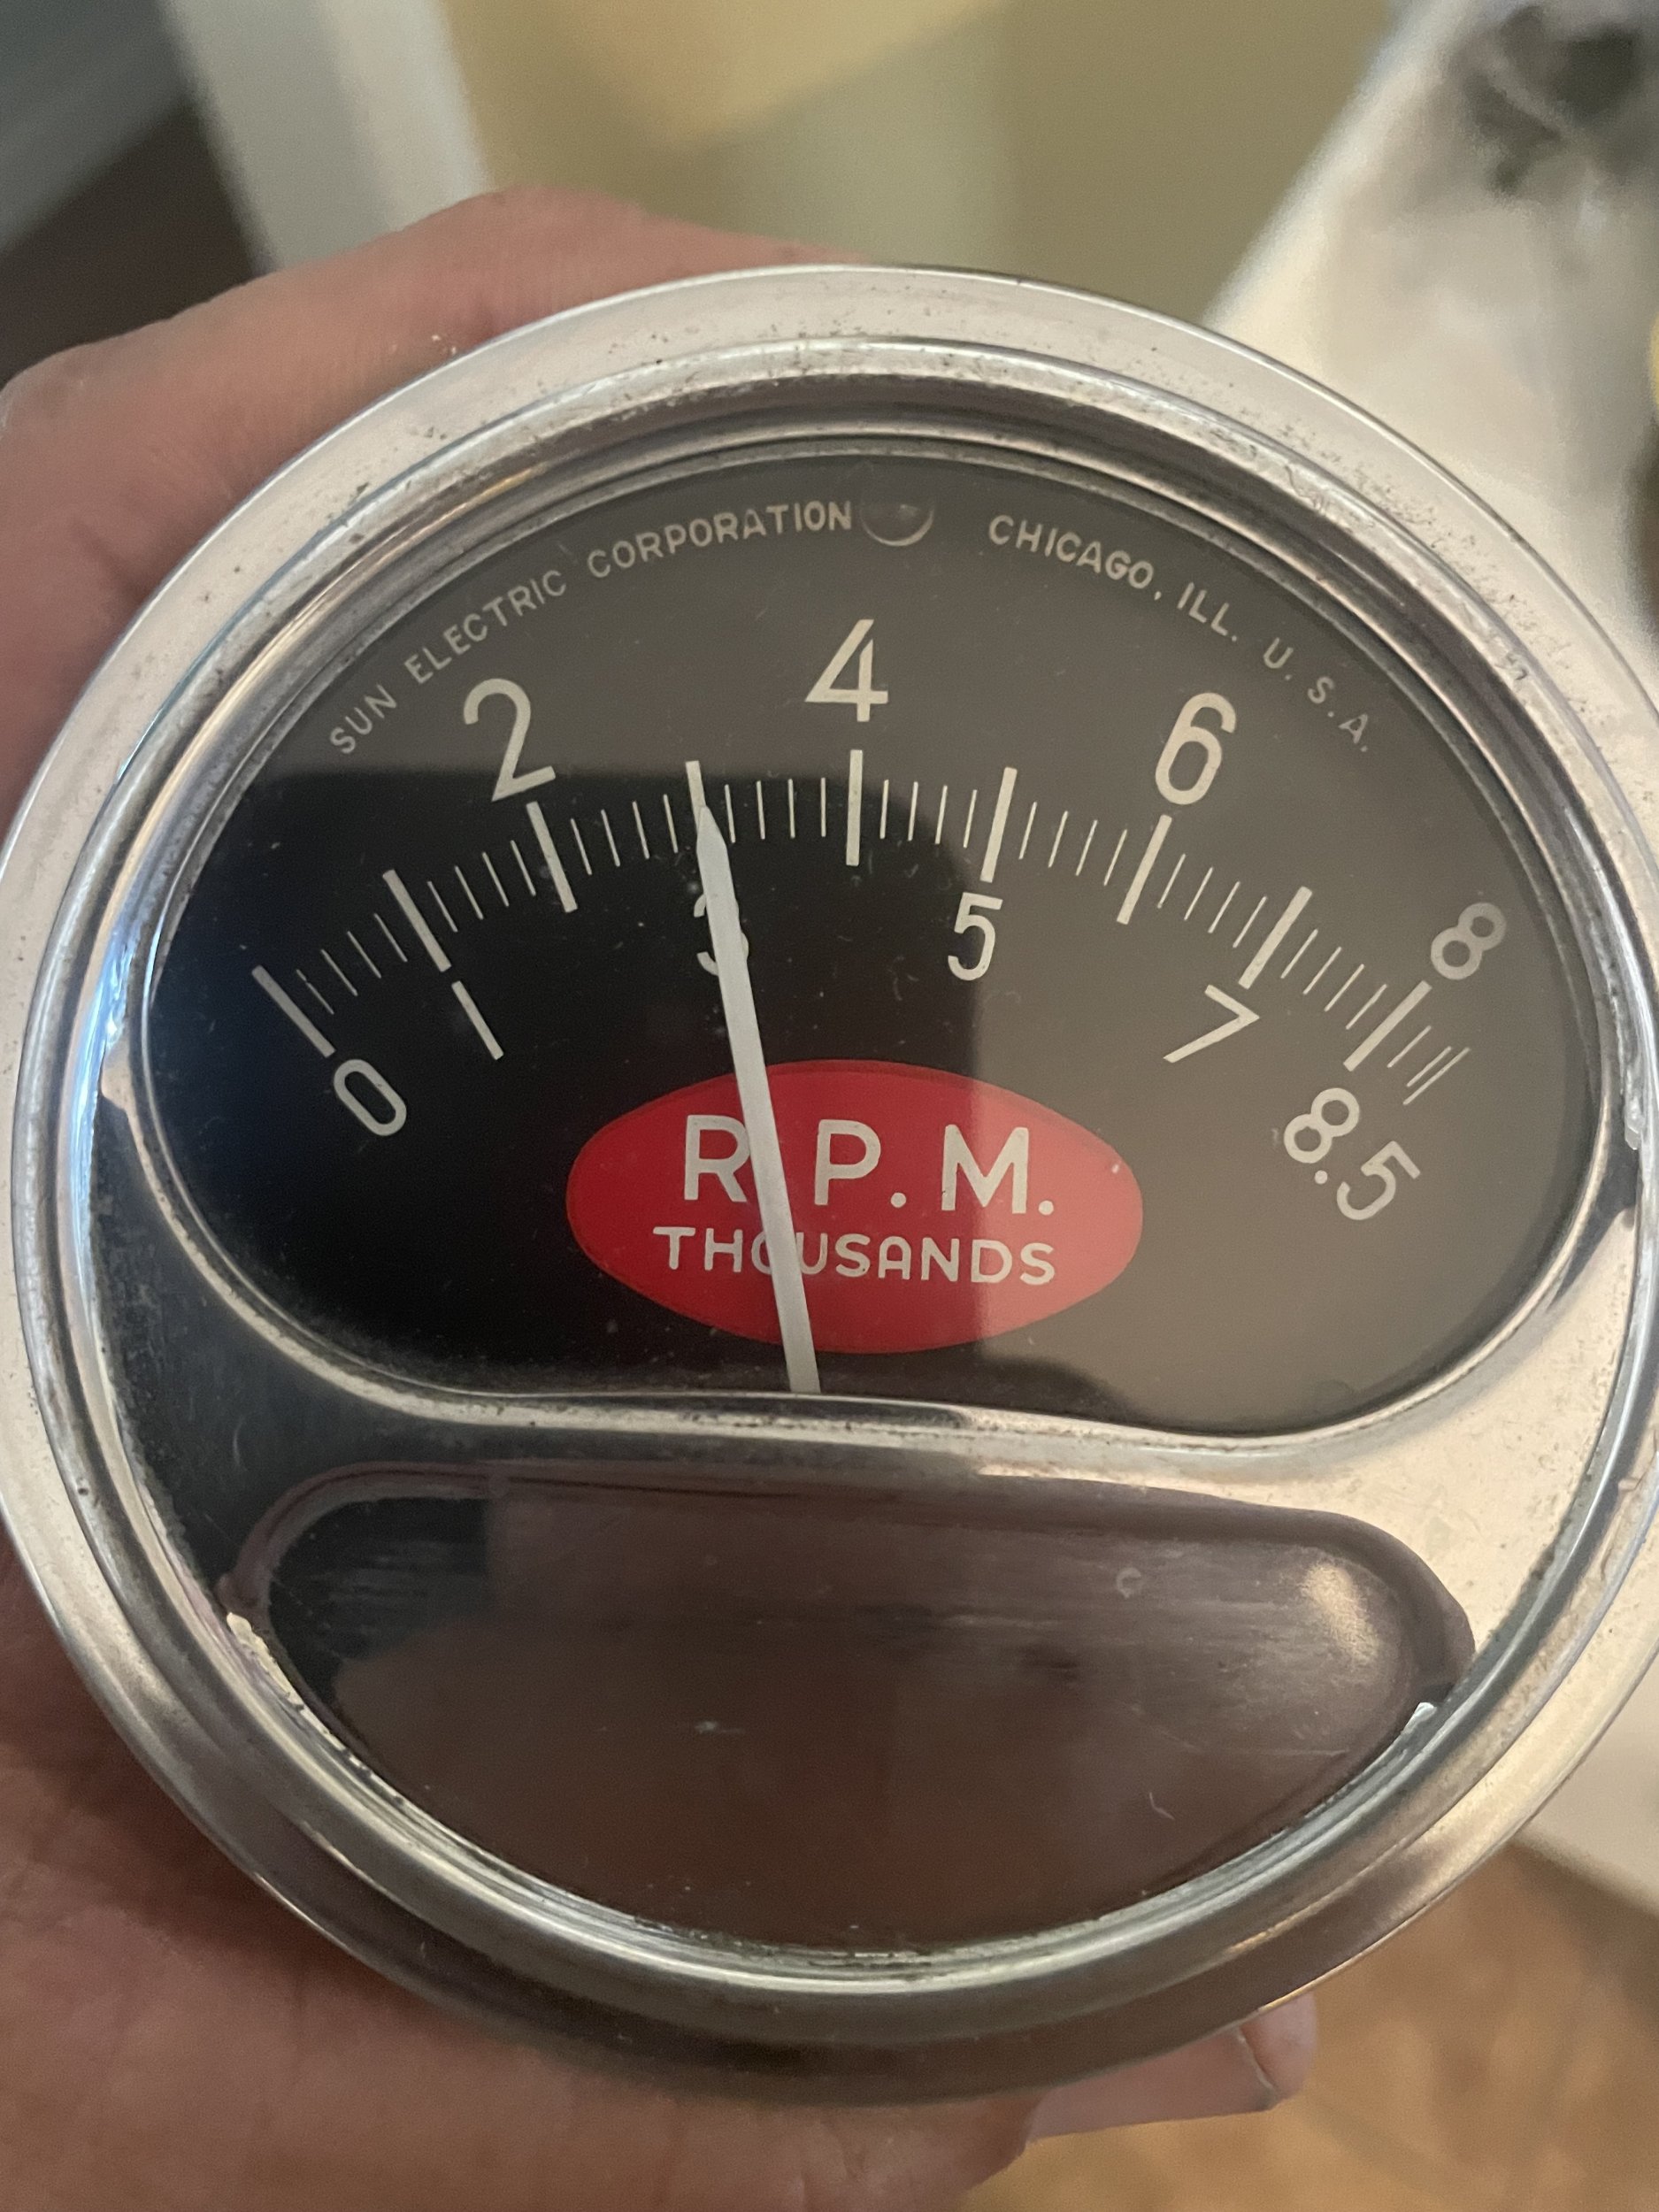 SUN ELECTRIC CORPORATION CHICAGO, ILL. U.S.A.
0 1 2 3 4 5 6 7 8 8.5
R.P.M.
THOUSANDS